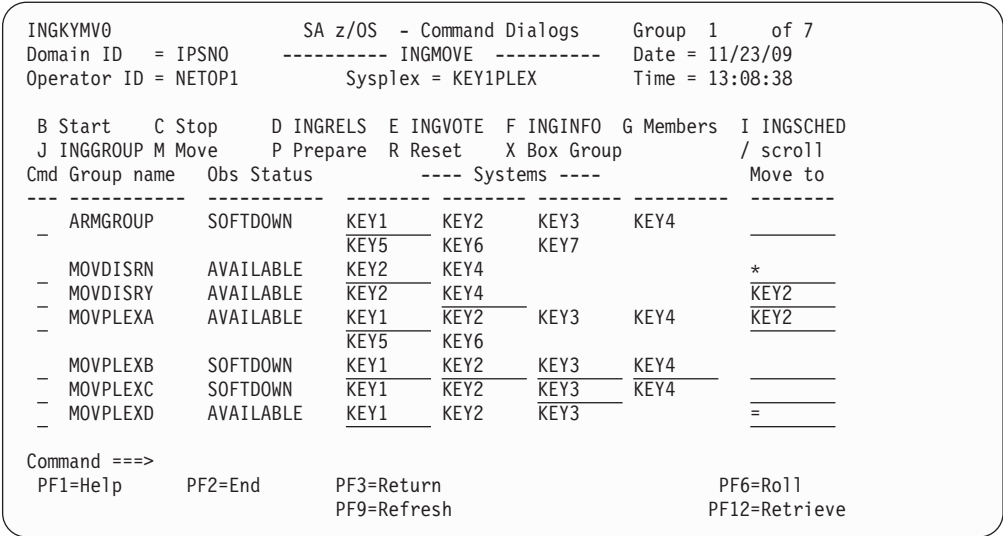 INGKYMV0 SA z/OS - Command Dialogs Group 1 of 7
Domain ID = IPSNO ---------- INGMOVE ---------- Date = 11/23/09
Operator ID = NETOP1 Sysplex = KEY1PLEX Time = 13:08:38
B Start C Stop D INGRELS E INGVOTE F INGINFO G Members I INGSCHED
J INGGROUP M Move P Prepare R Reset X Box Group / scroll
Cmd Group name Obs Status ---- Systems ---- Move to
--- ----------- ----------- -------- -------- -------- --------- --------
_ ARMGROUP SOFTDOWN KEY1 KEY2 KEY3 KEY4
KEY5 KEY6 KEY7
_ MOVDISRN AVAILABLE KEY2 KEY4 *
_ MOVDISRY AVAILABLE KEY2 KEY4 KEY2
_ MOVPLEXA AVAILABLE KEY1 KEY2 KEY3 KEY4 KEY2
KEY5 KEY6
_ MOVPLEXB SOFTDOWN KEY1 KEY2 KEY3 KEY4
_ MOVPLEXC SOFTDOWN KEY1 KEY2 KEY3 KEY4
_ MOVPLEXD AVAILABLE KEY1 KEY2 KEY3 =
Command ===>
PF1=Help PF2=End PF3=Return PF6=Roll
PF9=Refresh PF12=Retrieve